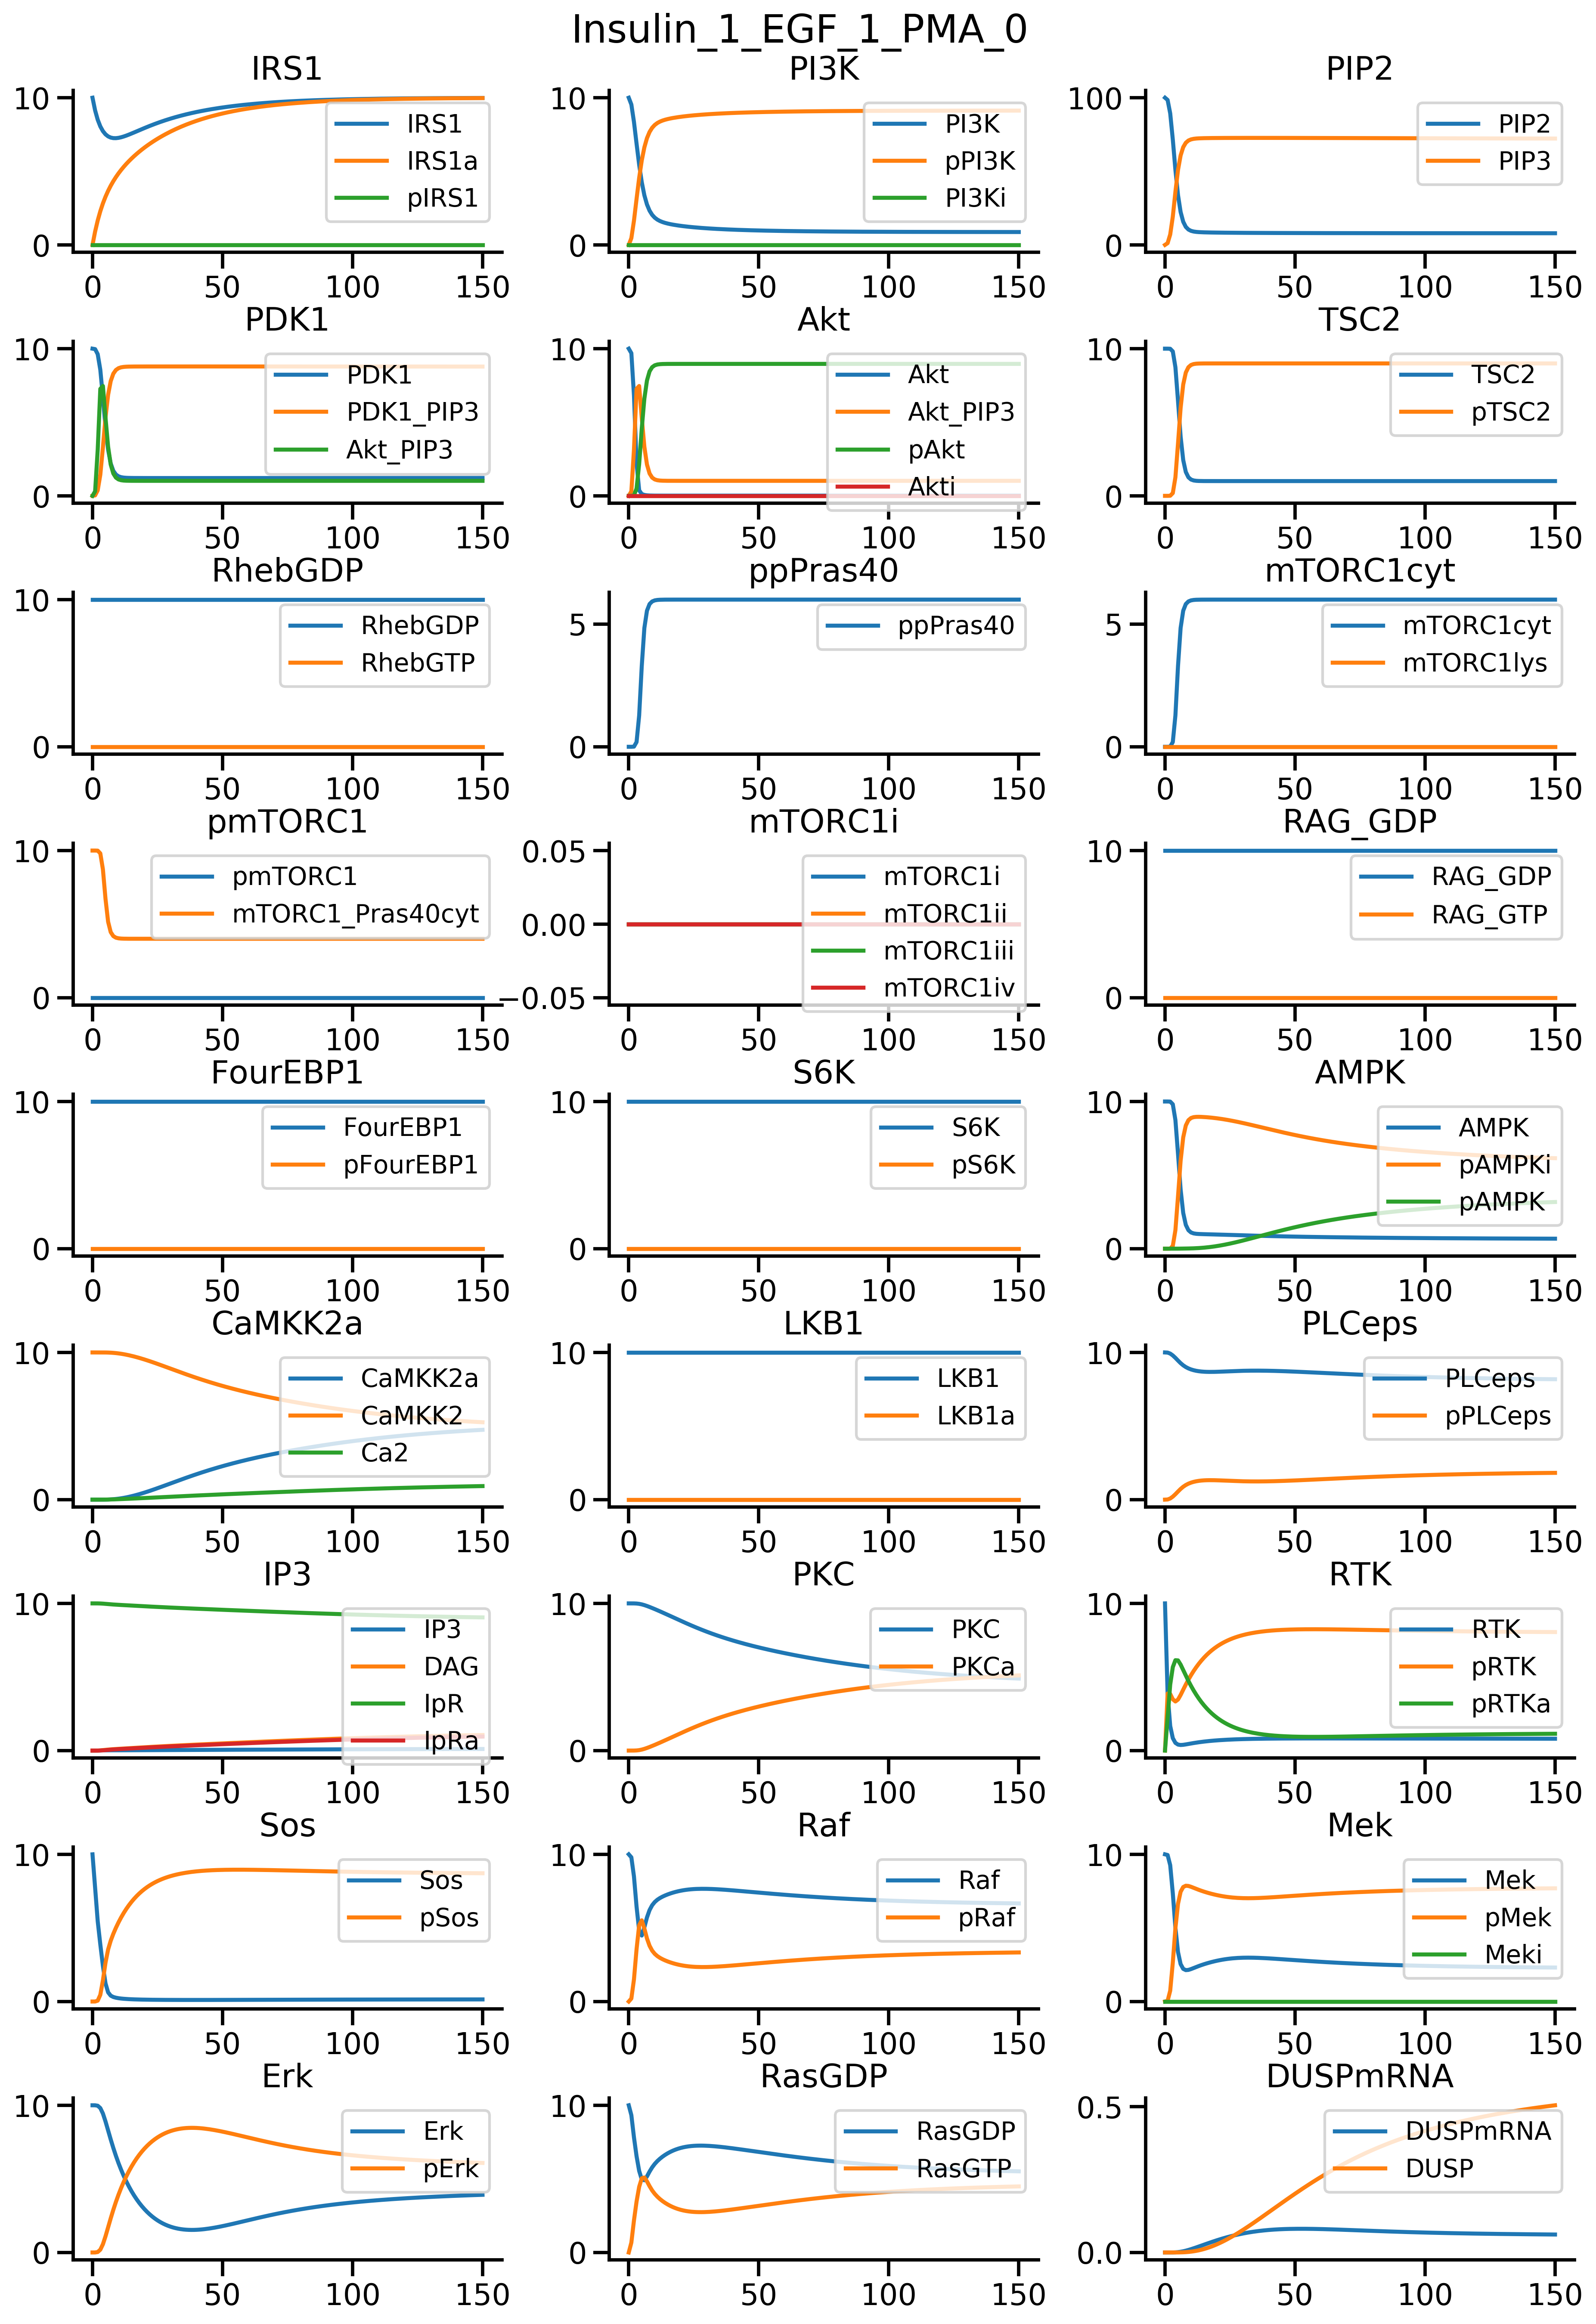 Insulin_1_EGF_1_PMA_0
IRS1
10
0
0 50 100 150
IRS1
IRS1a
pIRS1
PI3K
10
0
0 50 100 150
PI3K
pPI3K
PI3Ki
PIP2
100
0
0 50 100 150
PIP2
PIP3
PDK1
10
0
0 50 100 150
PDK1
PDK1_PIP3
Akt_PIP3
Akt
10
0
0 50 100 150
Akt
Akt_PIP3
pAkt
Akti
TSC2
10
0
0 50 100 150
TSC2
pTSC2
RhebGDP
10
0
0 50 100 150
RhebGDP
RhebGTP
ppPras40
5
0
0 50 100 150
ppPras40
mTORC1cyt
5
0
0 50 100 150
mTORC1cyt
mTORC1lys
pmTORC1
10
0
0 50 100 150
pmTORC1
mTORC1_Pras40cyt
mTORC1i
0.05
0.00
−0.05
0 50 100 150
mTORC1i
mTORC1ii
mTORC1iii
mTORC1iv
RAG_GDP
10
0
0 50 100 150
RAG_GDP
RAG_GTP
FourEBP1
10
0
0 50 100 150
FourEBP1
pFourEBP1
S6K
10
0
0 50 100 150
S6K
pS6K
AMPK
10
0
0 50 100 150
AMPK
pAMPKi
pAMPK
CaMKK2a
10
0
0 50 100 150
CaMKK2a
CaMKK2
Ca2
LKB1
10
0
0 50 100 150
LKB1
LKB1a
PLCeps
10
0
0 50 100 150
PLCeps
pPLCeps
IP3
10
0
0 50 100 150
IP3
DAG
IpR
IpRa
PKC
10
0
0 50 100 150
PKC
PKCa
RTK
10
0
0 50 100 150
RTK
pRTK
pRTKa
Sos
10
0
0 50 100 150
Sos
pSos
Raf
10
0
0 50 100 150
Raf
pRaf
Mek
10
0
0 50 100 150
Mek
pMek
Meki
Erk
10
0
0 50 100 150
Erk
pErk
RasGDP
10
0
0 50 100 150
RasGDP
RasGTP
DUSPmRNA
0.5
0.0
0 50 100 150
DUSPmRNA
DUSP